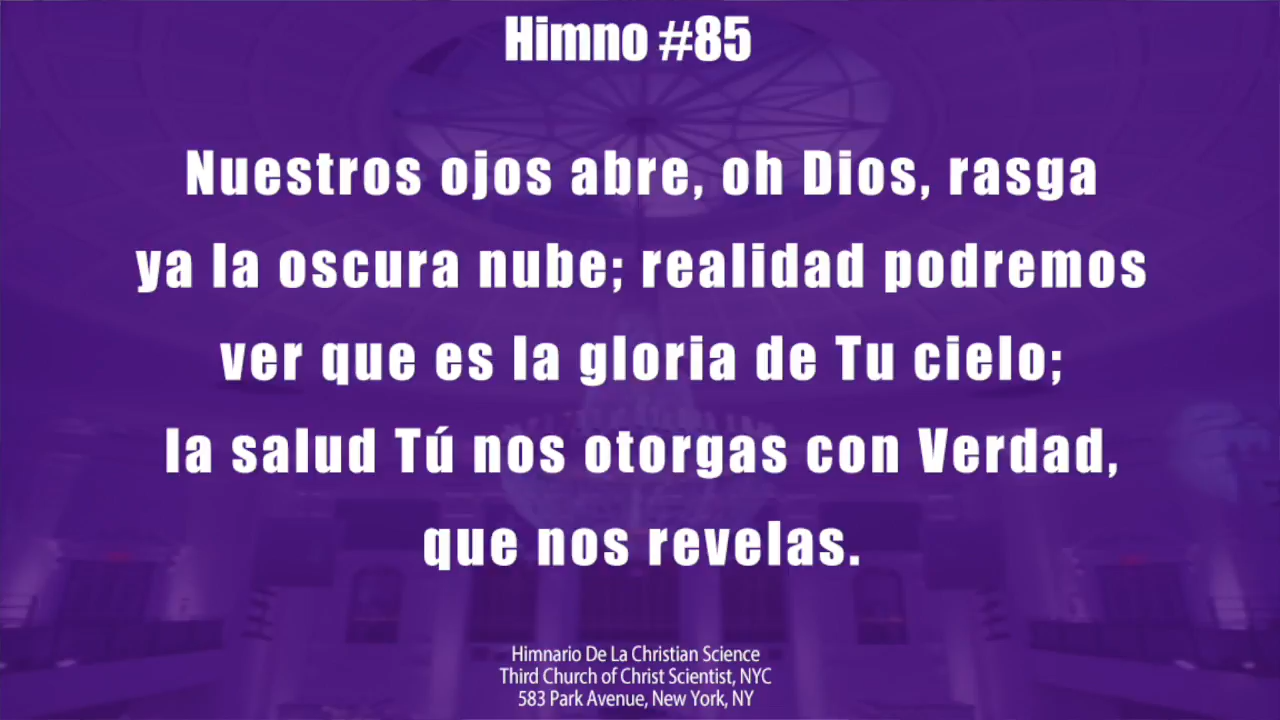 Himno #85
Nuestros ojos abre, oh Dios, rasga
ya la oscura nube; realidad podremos
ver que es la gloria de Tu cielo;
la salud Tú nos otorgas con Verdad,
que nos revelas.
Himnario De La Christian Science
Third Church of Christ Scientist, NYC
583 Park Avenue, New York, NY